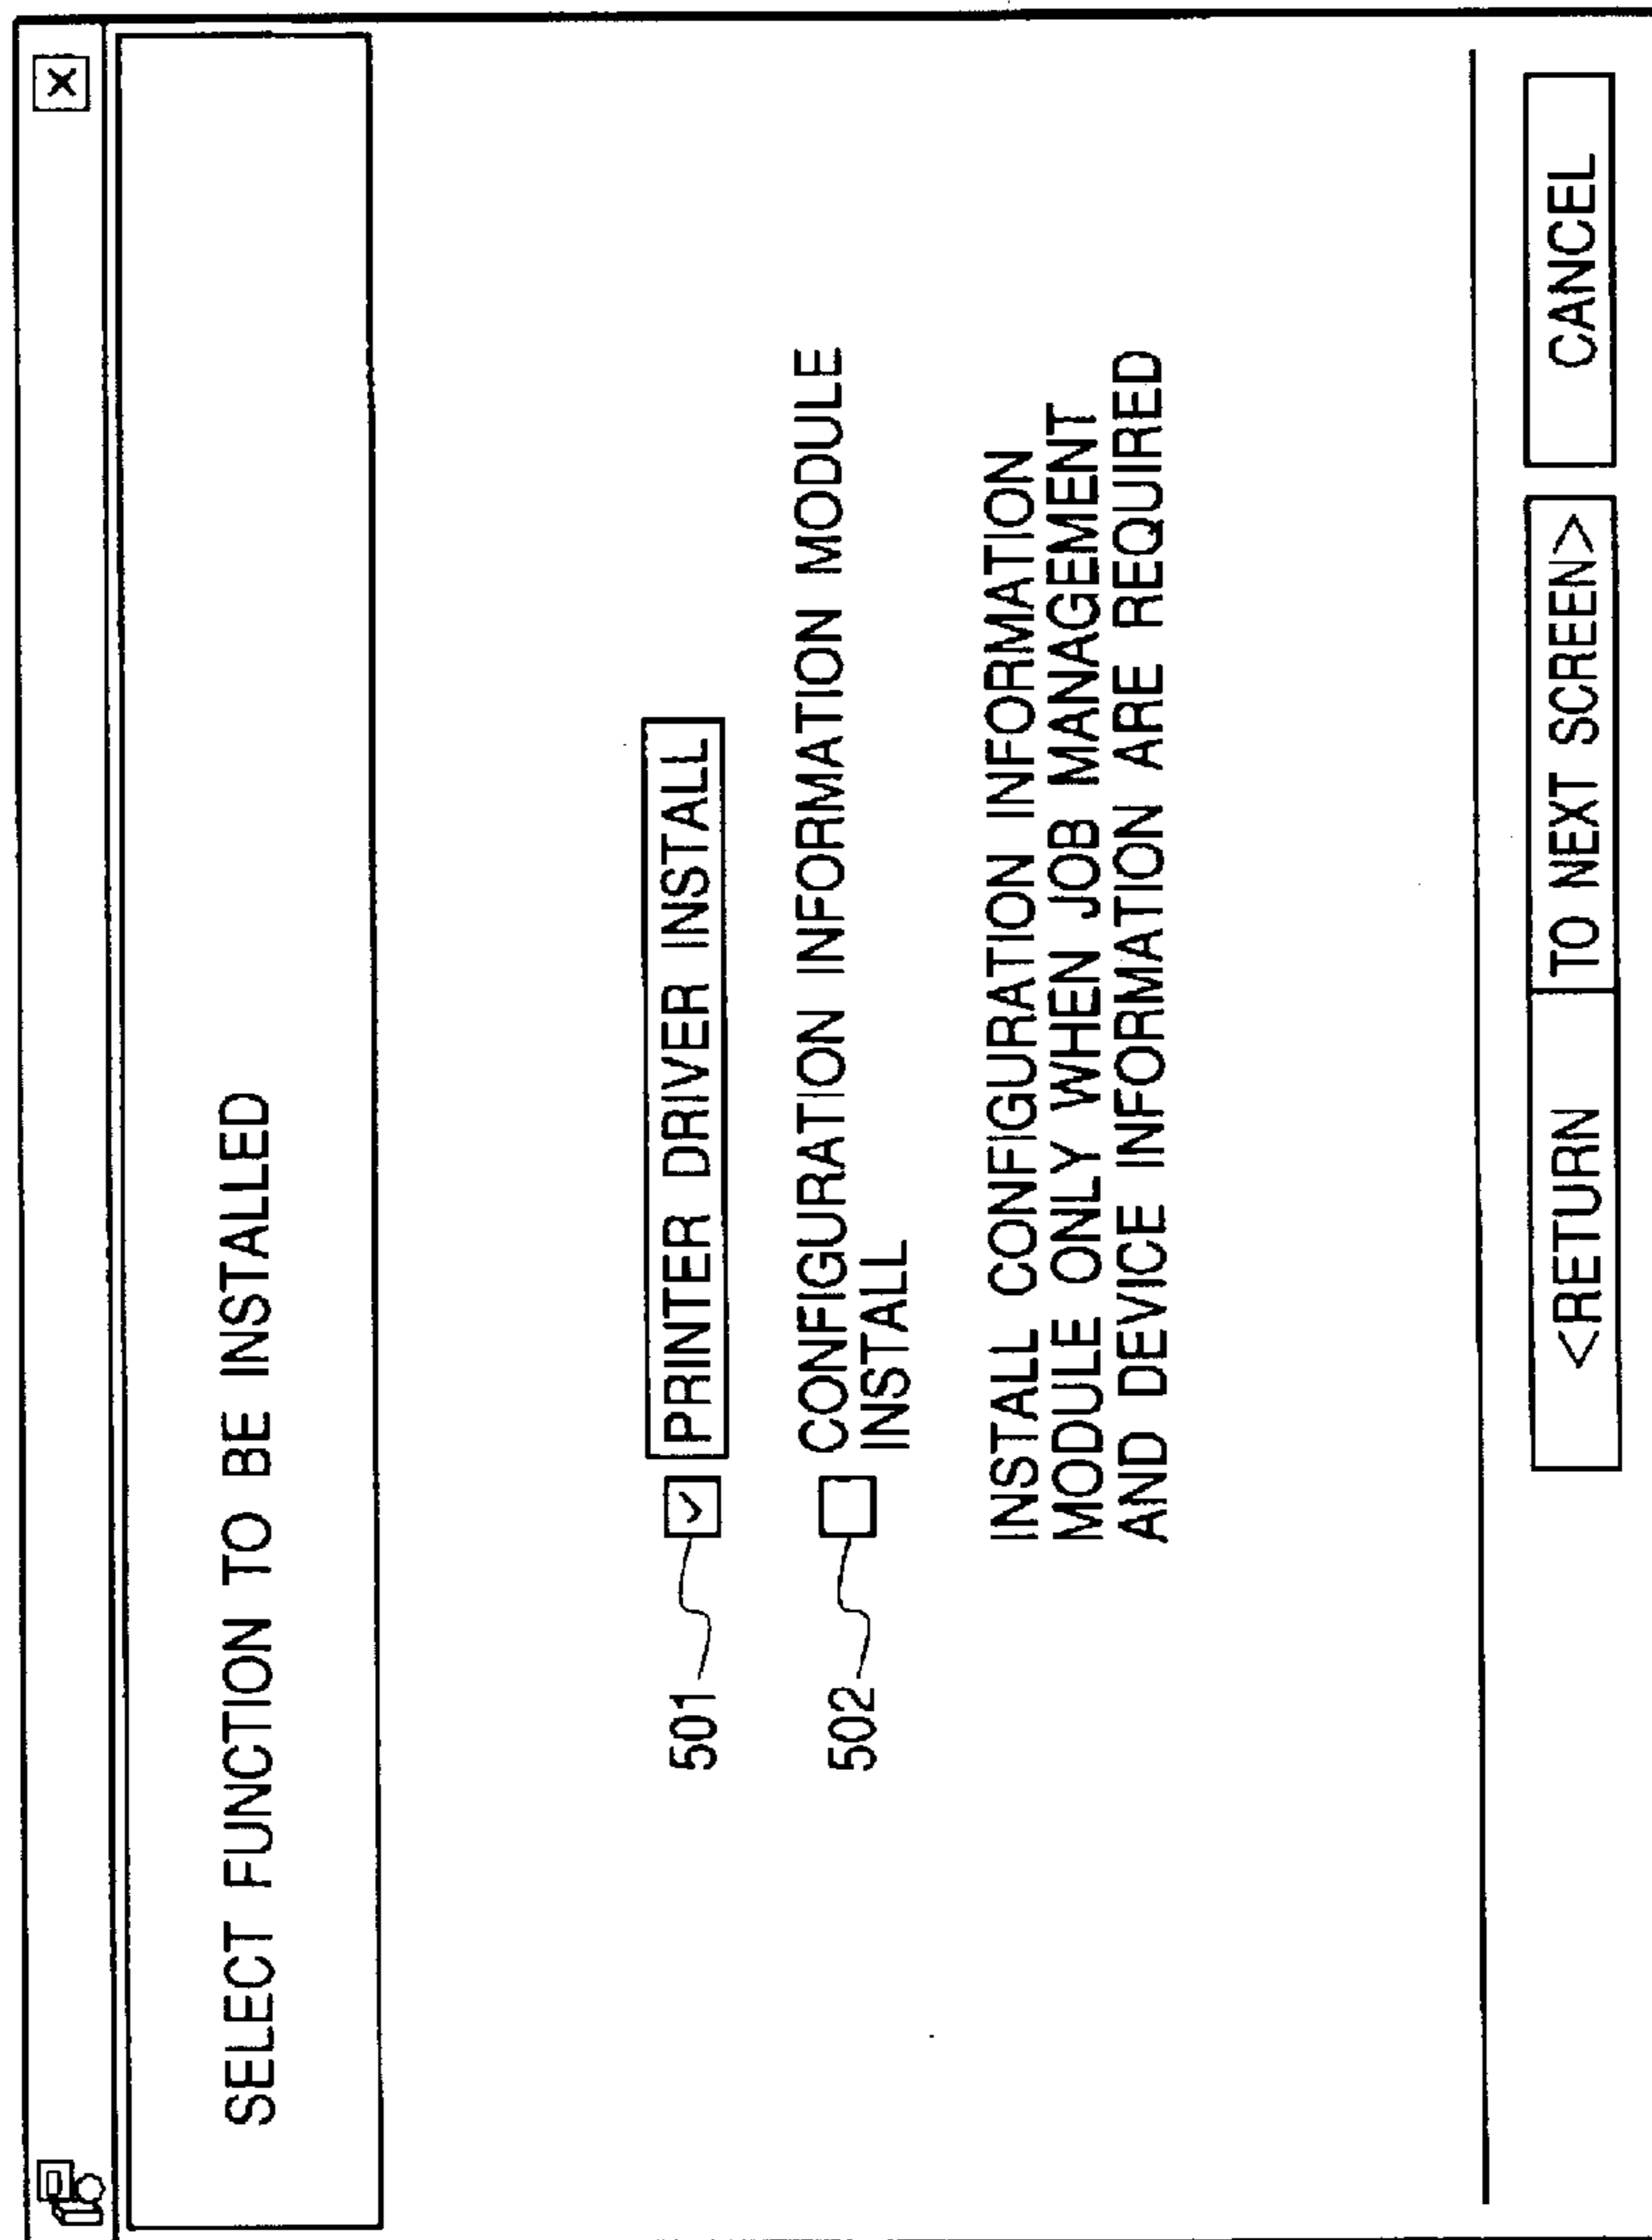 SELECT FUNCTION TO BE INSTALLED
501 PRINTER DRIVER INSTALL
502 CONFIGURATION INFORMATION MODULE
INSTALL
INSTALL CONFIGURATION INFORMATION
MODULE ONLY WHEN JOB MANAGEMENT
AND DEVICE INFORMATION ARE REQUIRED
<RETURN TO NEXT SCREEN> CANCEL